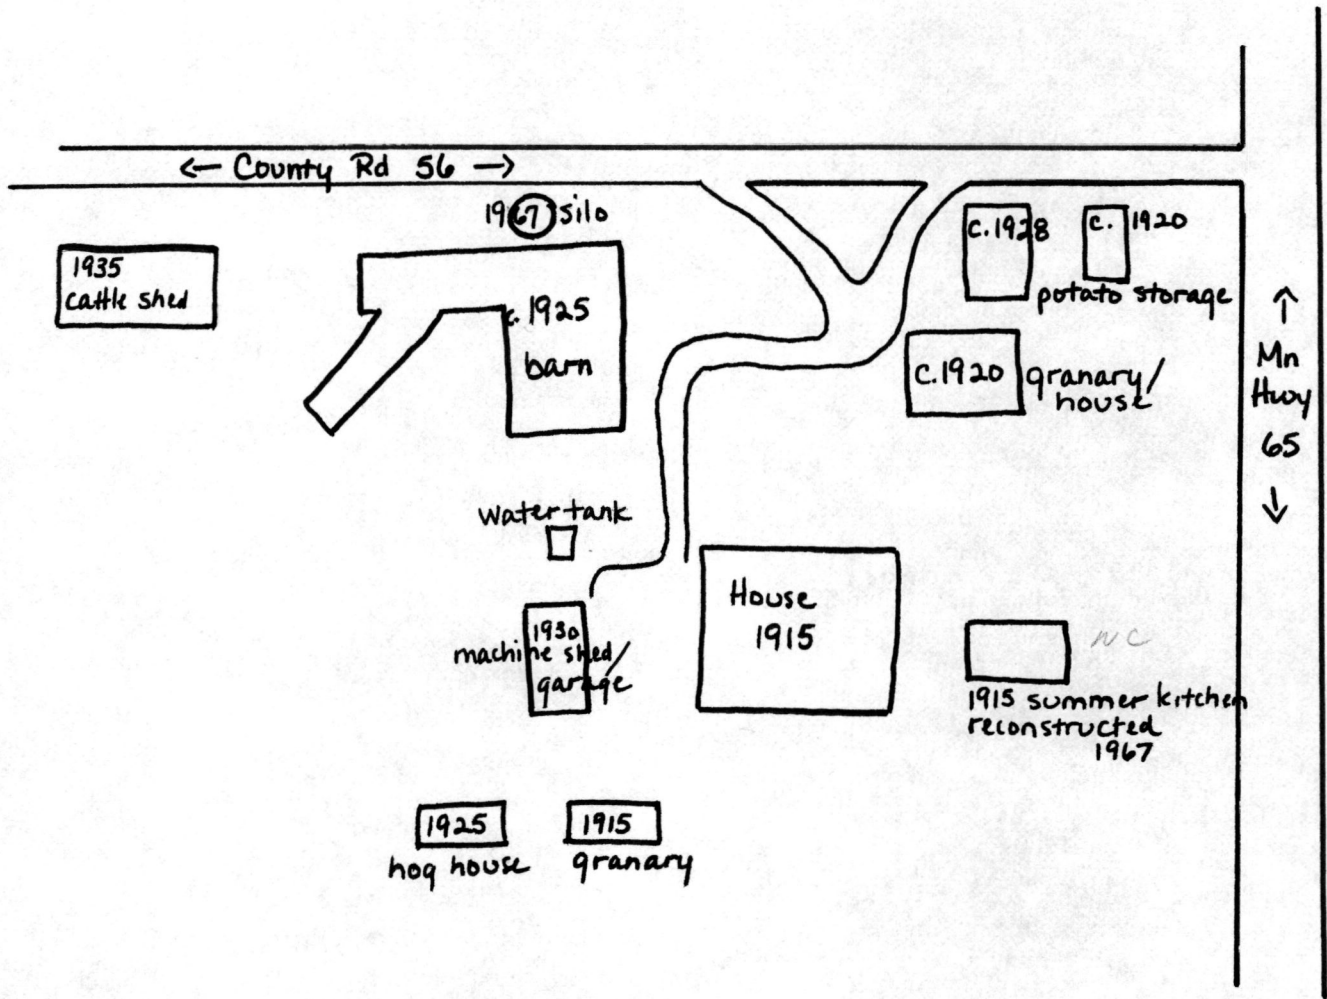 ← County Rd 56 →
1967 silo
1935
cattle shed
c. 1925
barn
c. 1928
c. 1920
potato storage
c. 1920 granary/
house
↑
Mn
Hwy
65
↓
water tank
1930
machine shed/
garage
House
1915
NC
1915 summer kitchen
reconstructed
1967
1925
hog house
1915
granary